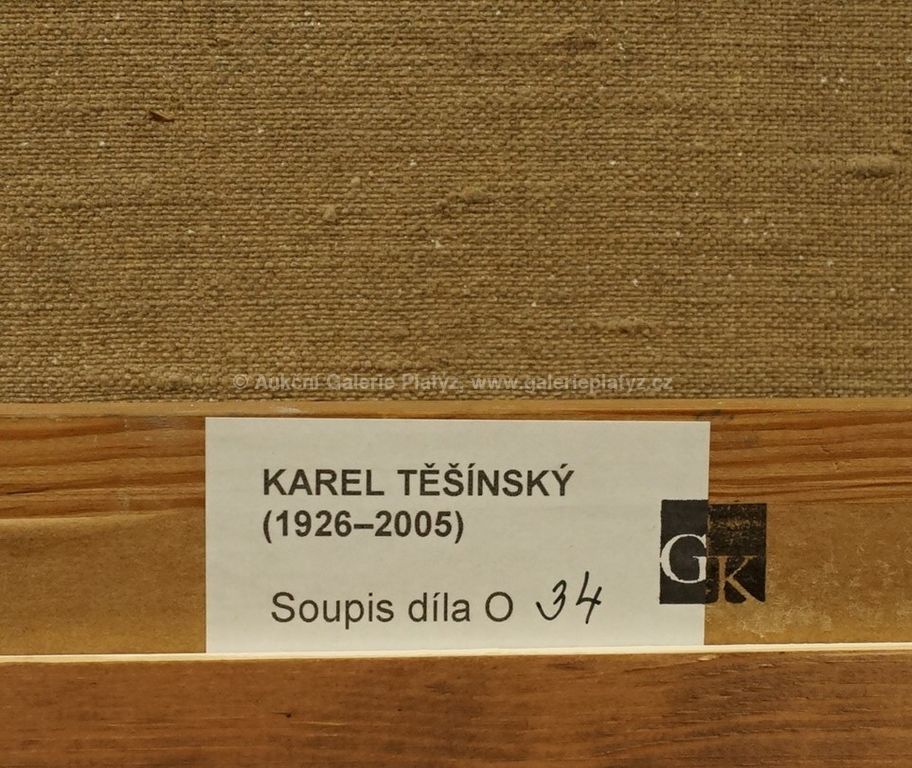 © Aukční Galerie Platýz, www.galerieplatyz.cz
KAREL TĚŠÍNSKÝ
(1926–2005)
GK
Soupis díla O 34